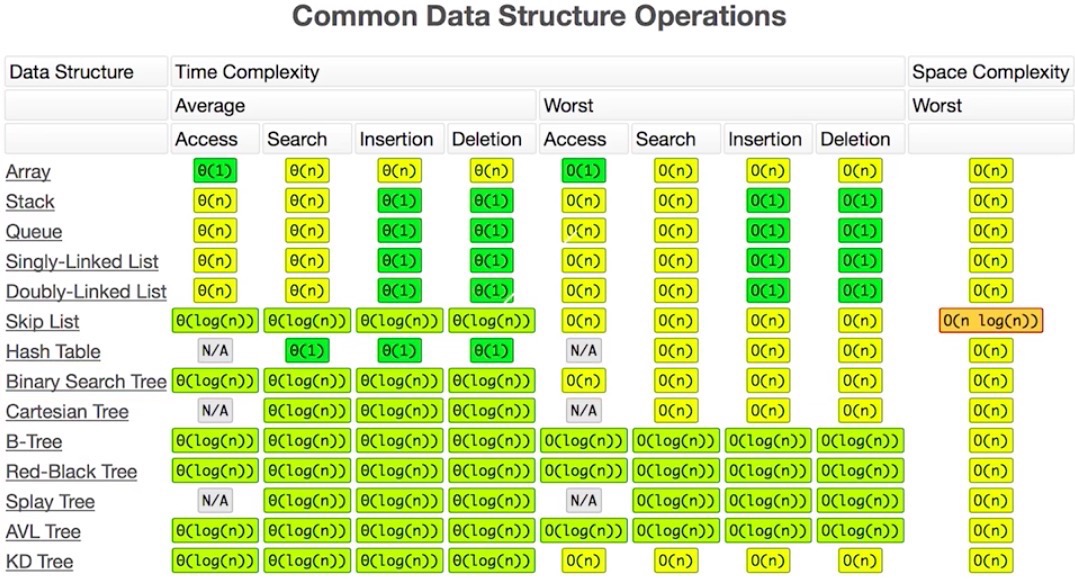 Common Data Structure Operations
Data Structure Time Complexity Space Complexity
Average Worst Worst
Access Search Insertion Deletion Access Search Insertion Deletion
Array θ(1) θ(n) θ(n) θ(n) O(1) O(n) O(n) O(n) O(n)
Stack θ(n) θ(n) θ(1) θ(1) O(n) O(n) O(1) O(1) O(n)
Queue θ(n) θ(n) θ(1) θ(1) O(n) O(n) O(1) O(1) O(n)
Singly-Linked List θ(n) θ(n) θ(1) θ(1) O(n) O(n) O(1) O(1) O(n)
Doubly-Linked List θ(n) θ(n) θ(1) θ(1) O(n) O(n) O(1) O(1) O(n)
Skip List θ(log(n)) θ(log(n)) θ(log(n)) θ(log(n)) O(n) O(n) O(n) O(n) O(n log(n))
Hash Table N/A θ(1) θ(1) θ(1) N/A O(n) O(n) O(n) O(n)
Binary Search Tree θ(log(n)) θ(log(n)) θ(log(n)) θ(log(n)) O(n) O(n) O(n) O(n) O(n)
Cartesian Tree N/A θ(log(n)) θ(log(n)) θ(log(n)) N/A O(n) O(n) O(n) O(n)
B-Tree θ(log(n)) θ(log(n)) θ(log(n)) θ(log(n)) O(log(n)) O(log(n)) O(log(n)) O(log(n)) O(n)
Red-Black Tree θ(log(n)) θ(log(n)) θ(log(n)) θ(log(n)) O(log(n)) O(log(n)) O(log(n)) O(log(n)) O(n)
Splay Tree N/A θ(log(n)) θ(log(n)) θ(log(n)) N/A O(log(n)) O(log(n)) O(log(n)) O(n)
AVL Tree θ(log(n)) θ(log(n)) θ(log(n)) θ(log(n)) O(log(n)) O(log(n)) O(log(n)) O(log(n)) O(n)
KD Tree θ(log(n)) θ(log(n)) θ(log(n)) θ(log(n)) O(n) O(n) O(n) O(n) O(n)